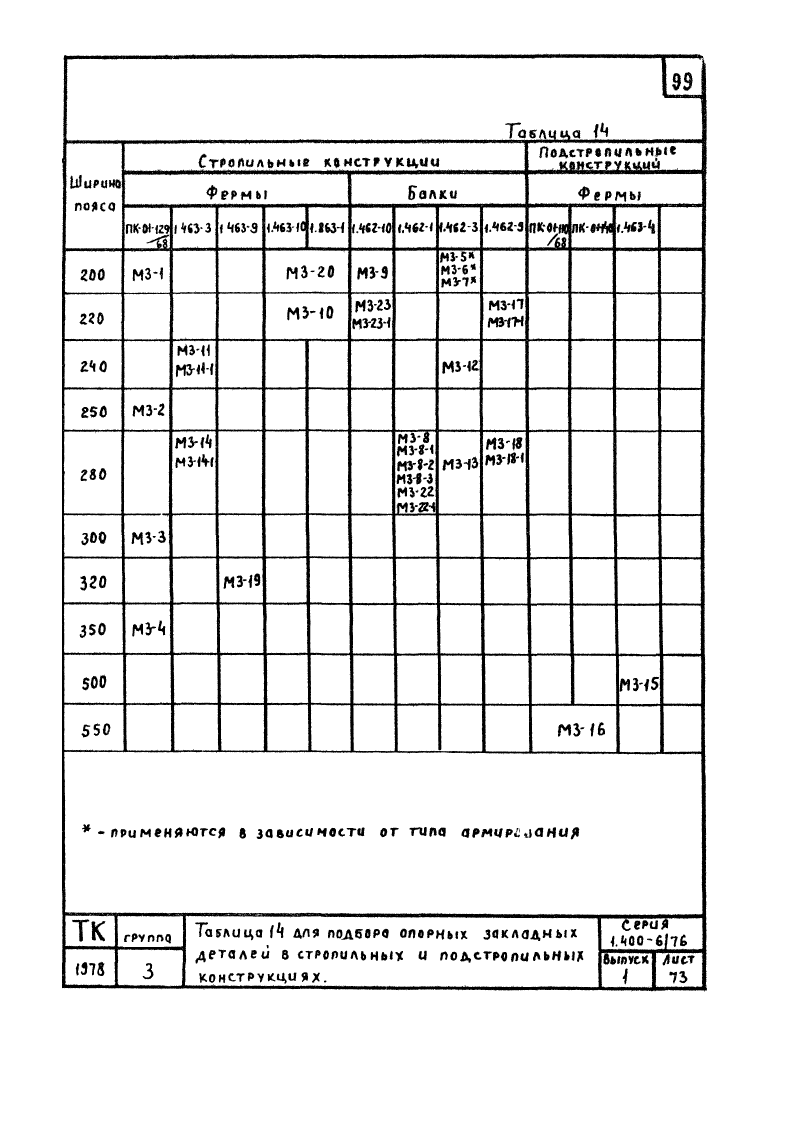 99
Таблица 14
Ширина пояса
Стропильные конструкции
Подстропильные конструкций
Фермы
Балки
Фермы
ПК-01-129/68 1.463-3 1.463-9 1.463-10 1.863-1 1.462-10 1.462-1 1.462-3 1.462-9 ПК-01-110/68 1.463-4
200 М3-1 М3-20 М3-9 М3-5* М3-6* М3-7*
220 М3-10 М3-23 М3-23-1 М3-17 М3-17-1
240 М3-11 М3-11-1 М3-12
250 М3-2
280 М3-14 М3-14-1 М3-8 М3-8-1 М3-8-2 М3-8-3 М3-22 М3-22-1 М3-13 М3-18 М3-18-1
300 М3-3
320 М3-19
350 М3-4
500 М3-15
550 М3-16
* - применяются в зависимости от типа армирования
ТК
1978
группа
3
Таблица 14 для подбора опорных закладных
деталей в стропильных и подстропильных
конструкциях.
Серия
1.400-6/76
Выпуск
1
Лист
73